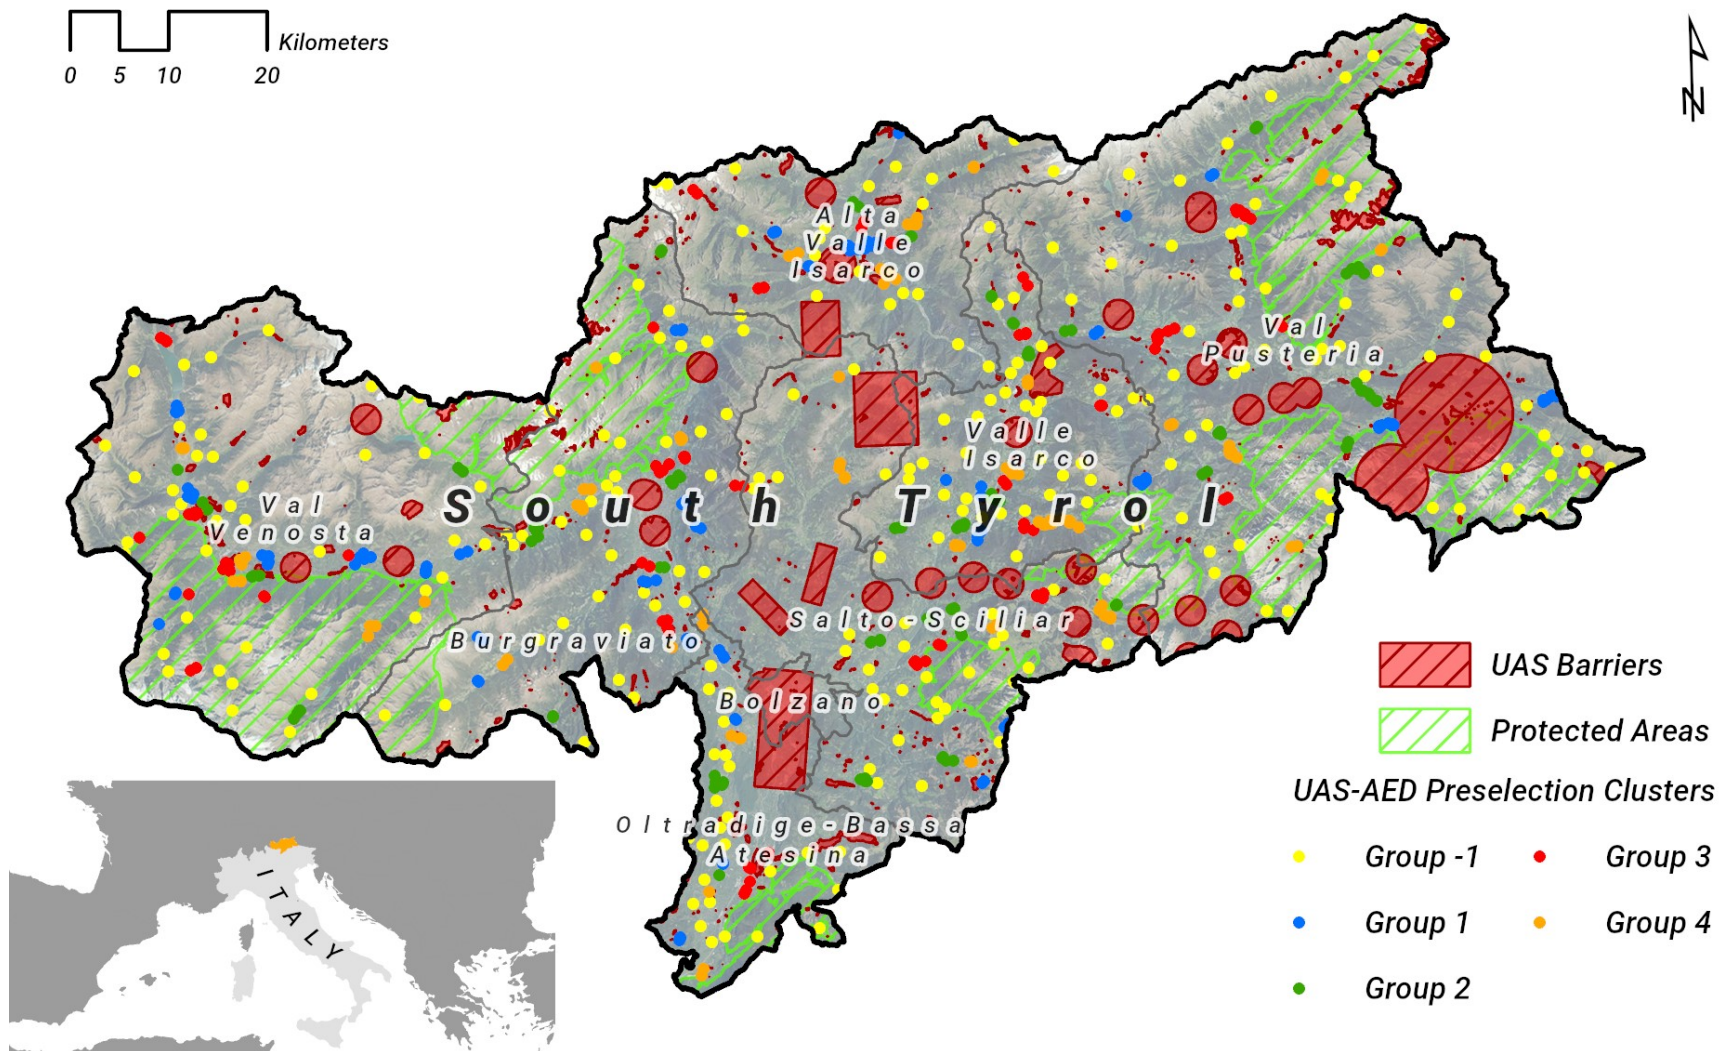 Kilometers
0 5 10 20
N
Alta
Valle
Isarco
Val
Pusteria
Valle
Isarco
South Tyrol
Val
Venosta
Salto-Sciliar
Burgraviato
Bolzano
Oltradige-Bassa
Atesina
UAS Barriers
Protected Areas
UAS-AED Preselection Clusters
Group -1
Group 3
Group 1
Group 4
Group 2
ITALY